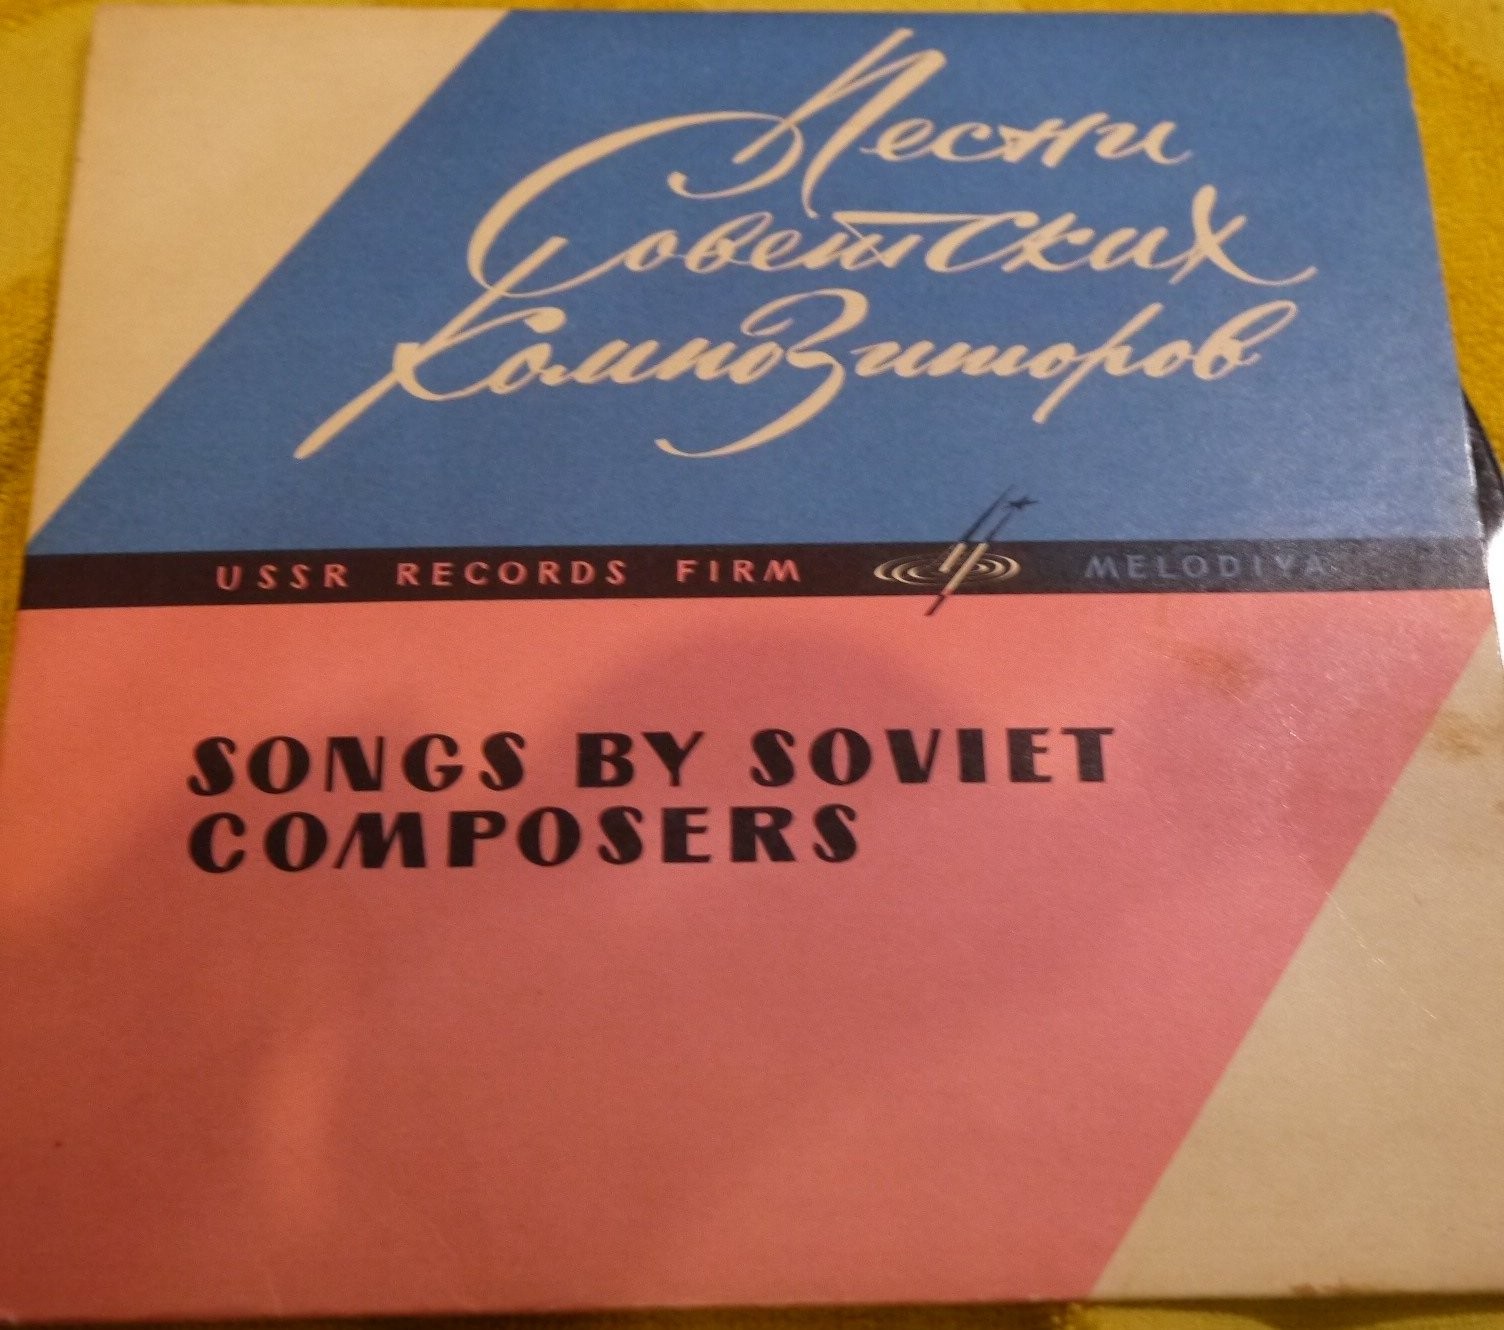 Песни
Советских
Композиторов
USSR RECORDS FIRM MELODIYA
SONGS BY SOVIET
COMPOSERS